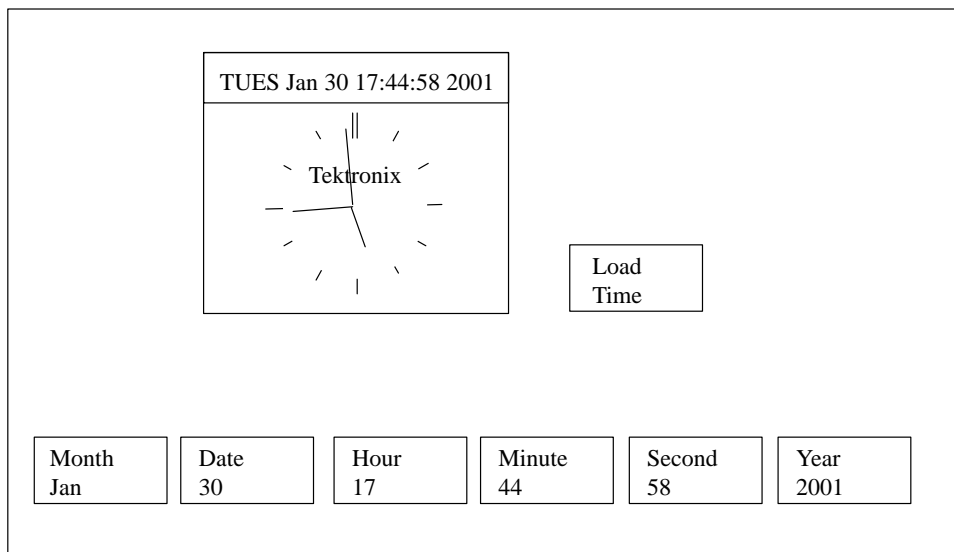 TUES Jan 30 17:44:58 2001
Tektronix
Load
Time
Month
Jan
Date
30
Hour
17
Minute
44
Second
58
Year
2001